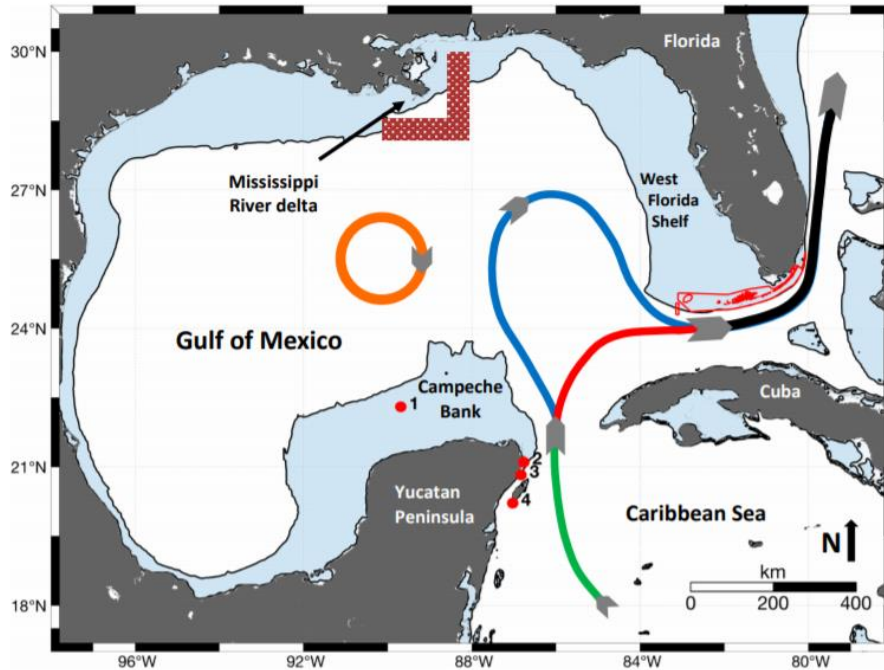 30°N
27°N
24°N
21°N
18°N
96°W
92°W
88°W
84°W
80°W
Florida
Mississippi
River delta
West
Florida
Shelf
Gulf of Mexico
Campeche
Bank
1
2
3
4
Yucatan
Peninsula
Cuba
Caribbean Sea
N
km
0
200
400